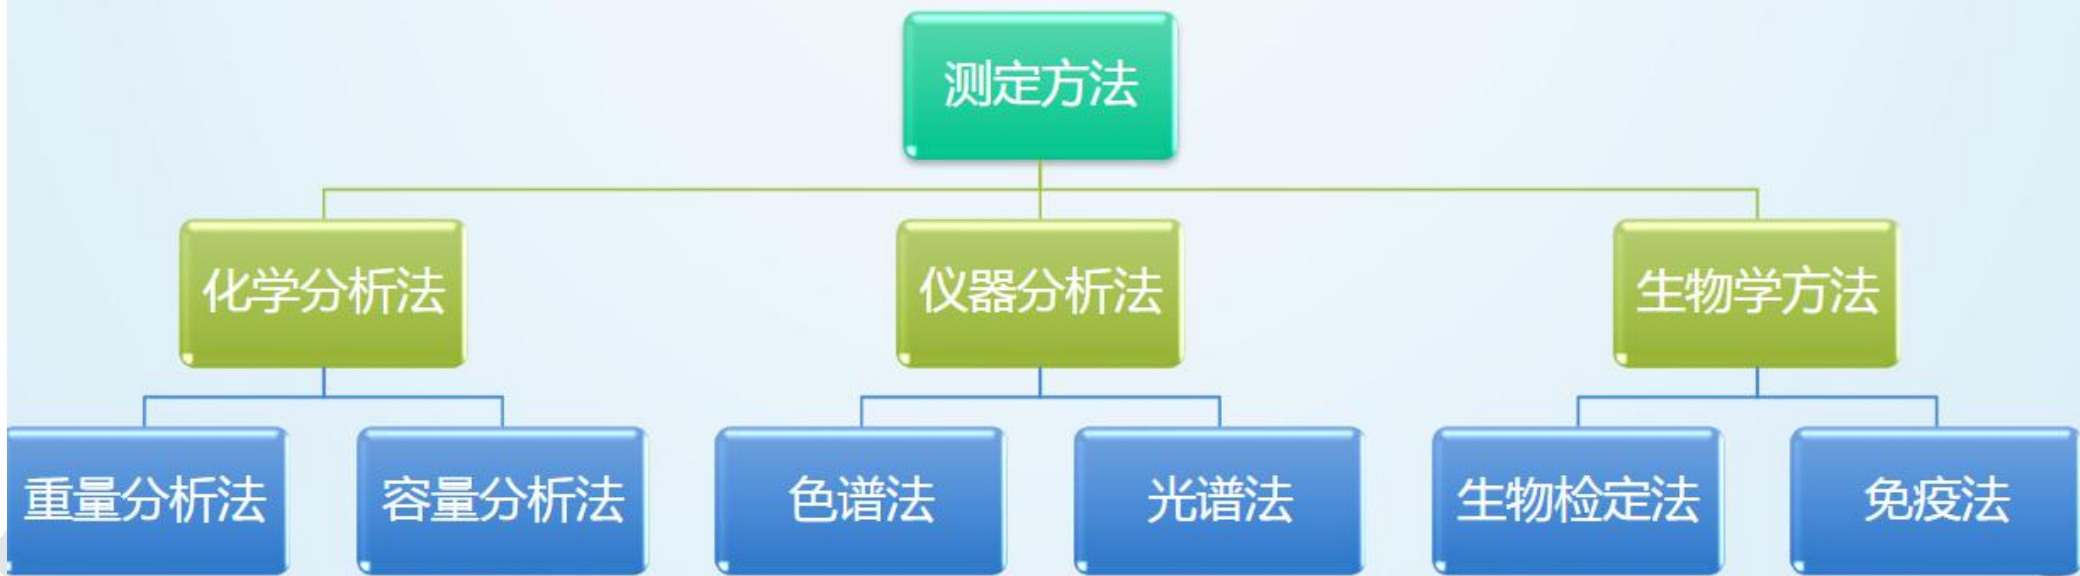 测定方法
化学分析法
仪器分析法
生物学方法
重量分析法
容量分析法
色谱法
光谱法
生物检定法
免疫法